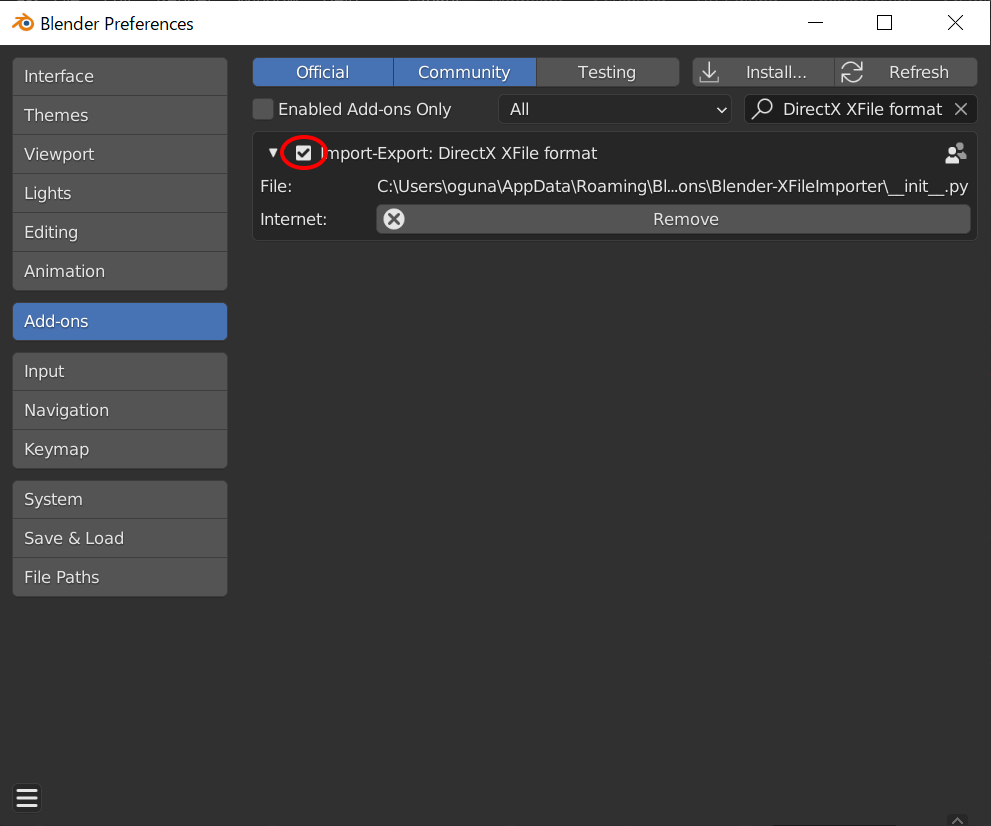 Blender Preferences
Interface
Themes
Viewport
Lights
Editing
Animation
Add-ons
Input
Navigation
Keymap
System
Save & Load
File Paths
Official Community Testing Install... Refresh
Enabled Add-ons Only All DirectX XFile format
Import-Export: DirectX XFile format
File: C:\Users\oguna\AppData\Roaming\Bl...ons\Blender-XFileImporter\__init__.py
Internet: Remove